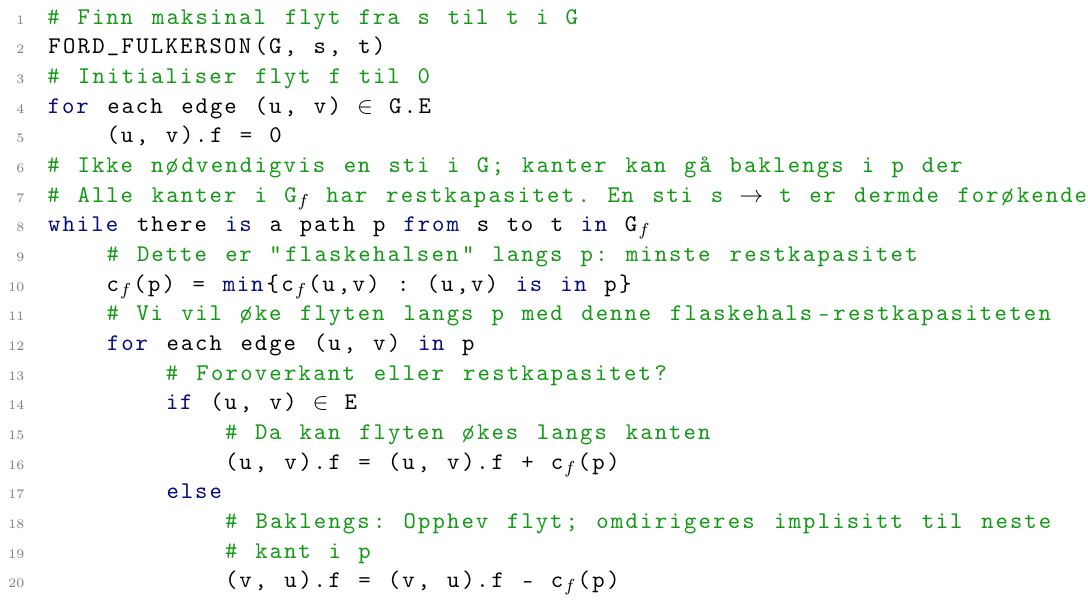 1 # Finn maksinal flyt fra s til t i G
2 FORD_FULKERSON(G, s, t)
3 # Initialiser flyt f til 0
4 for each edge (u, v) ∈ G.E
5     (u, v).f = 0
6 # Ikke nødvendigvis en sti i G; kanter kan gå baklengs i p der
7 # Alle kanter i G_f har restkapasitet. En sti s → t er dermde forøkende
8 while there is a path p from s to t in G_f
9     # Dette er "flaskehalsen" langs p: minste restkapasitet
10     c_f(p) = min{c_f(u,v) : (u,v) is in p}
11     # Vi vil øke flyten langs p med denne flaskehals-restkapasiteten
12     for each edge (u, v) in p
13         # Foroverkant eller restkapasitet?
14         if (u, v) ∈ E
15             # Da kan flyten økes langs kanten
16             (u, v).f = (u, v).f + c_f(p)
17         else
18             # Baklengs: Opphev flyt; omdirigeres implisitt til neste
19             # kant i p
20             (v, u).f = (v, u).f - c_f(p)